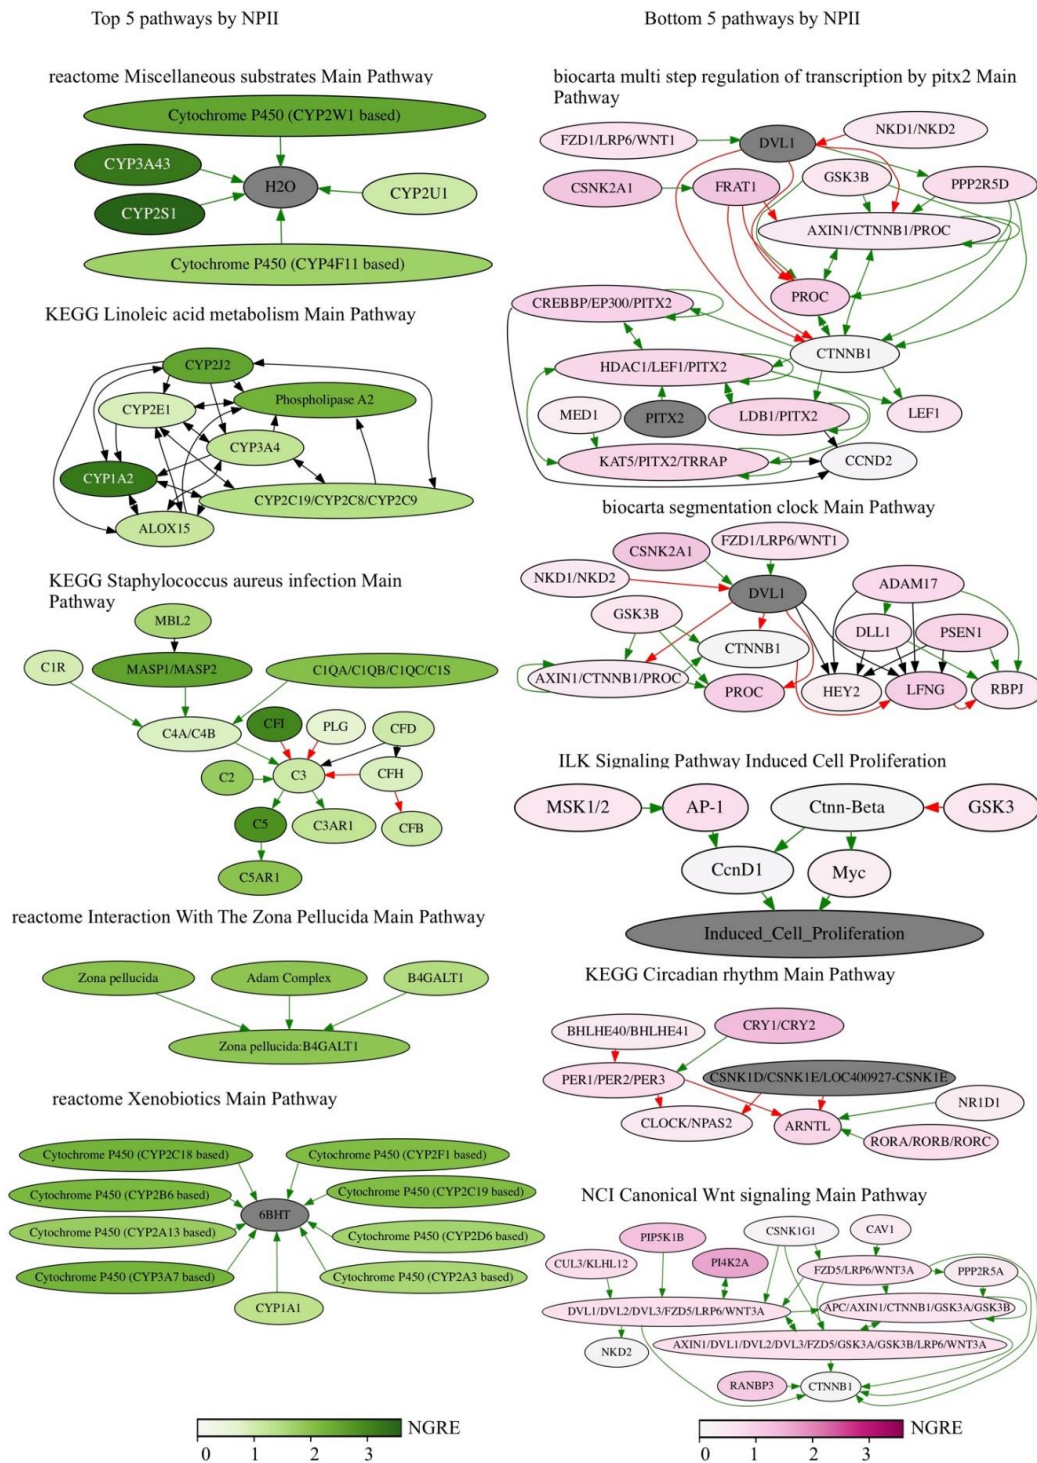 Top 5 pathways by NPII
reactome Miscellaneous substrates Main Pathway
Cytochrome P450 (CYP2W1 based)
CYP3A43
H2O
CYP2U1
CYP2S1
Cytochrome P450 (CYP4F11 based)
KEGG Linoleic acid metabolism Main Pathway
CYP2J2
CYP2E1
Phospholipase A2
CYP3A4
CYP1A2
CYP2C19/CYP2C8/CYP2C9
ALOX15
KEGG Staphylococcus aureus infection Main
Pathway
MBL2
C1R
MASP1/MASP2
C1QA/C1QB/C1QC/C1S
C4A/C4B
CFI
PLG
CFD
C2
C3
CFH
C5
C3AR1
CFB
C5AR1
reactome Interaction With The Zona Pellucida Main Pathway
Zona pellucida
Adam Complex
B4GALT1
Zona pellucida:B4GALT1
reactome Xenobiotics Main Pathway
Cytochrome P450 (CYP2C18 based)
Cytochrome P450 (CYP2F1 based)
Cytochrome P450 (CYP2B6 based)
Cytochrome P450 (CYP2C19 based)
6BHT
Cytochrome P450 (CYP2A13 based)
Cytochrome P450 (CYP2D6 based)
Cytochrome P450 (CYP3A7 based)
Cytochrome P450 (CYP2A3 based)
CYP1A1
NGRE
0 1 2 3
Bottom 5 pathways by NPII
biocarta multi step regulation of transcription by pitx2 Main
Pathway
FZD1/LRP6/WNT1
DVL1
NKD1/NKD2
GSK3B
CSNK2A1
FRAT1
PPP2R5D
AXIN1/CTNNB1/PROC
PROC
CREBBP/EP300/PITX2
CTNNB1
HDAC1/LEF1/PITX2
MED1
PITX2
LDB1/PITX2
LEF1
KAT5/PITX2/TRRAP
CCND2
biocarta segmentation clock Main Pathway
FZD1/LRP6/WNT1
CSNK2A1
NKD1/NKD2
DVL1
ADAM17
GSK3B
DLL1
PSEN1
CTNNB1
AXIN1/CTNNB1/PROC
PROC
HEY2
LFNG
RBPJ
ILK Signaling Pathway Induced Cell Proliferation
MSK1/2
AP-1
Ctnn-Beta
GSK3
CcnD1
Myc
Induced_Cell_Proliferation
KEGG Circadian rhythm Main Pathway
BHLHE40/BHLHE41
CRY1/CRY2
PER1/PER2/PER3
CSNK1D/CSNK1E/LOC400927-CSNK1E
NR1D1
CLOCK/NPAS2
ARNTL
RORA/RORB/RORC
NCI Canonical Wnt signaling Main Pathway
CSNK1G1
CAV1
PIP5K1B
CUL3/KLHL12
PI4K2A
FZD5/LRP6/WNT3A
PPP2R5A
DVL1/DVL2/DVL3/FZD5/LRP6/WNT3A
APC/AXIN1/CTNNB1/GSK3A/GSK3B
NKD2
AXIN1/DVL1/DVL2/DVL3/FZD5/GSK3A/GSK3B/LRP6/WNT3A
RANBP3
CTNNB1
NGRE
0 1 2 3